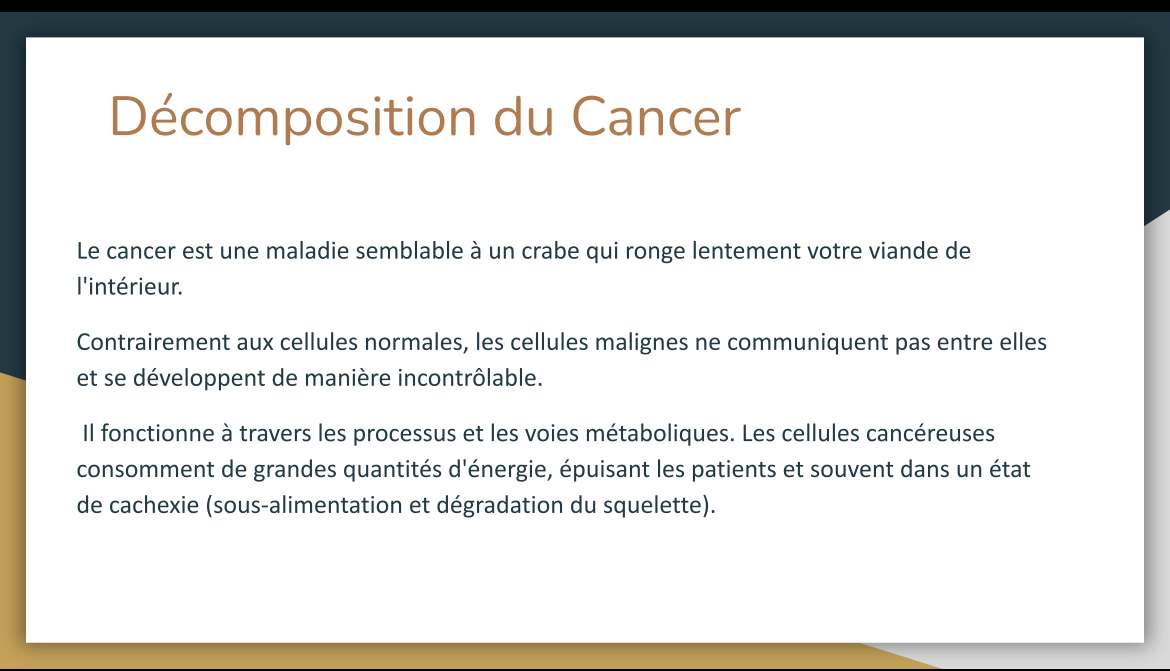 Décomposition du Cancer
Le cancer est une maladie semblable à un crabe qui ronge lentement votre viande de
l'intérieur.
Contrairement aux cellules normales, les cellules malignes ne communiquent pas entre elles
et se développent de manière incontrôlable.
Il fonctionne à travers les processus et les voies métaboliques. Les cellules cancéreuses
consomment de grandes quantités d'énergie, épuisant les patients et souvent dans un état
de cachexie (sous-alimentation et dégradation du squelette).